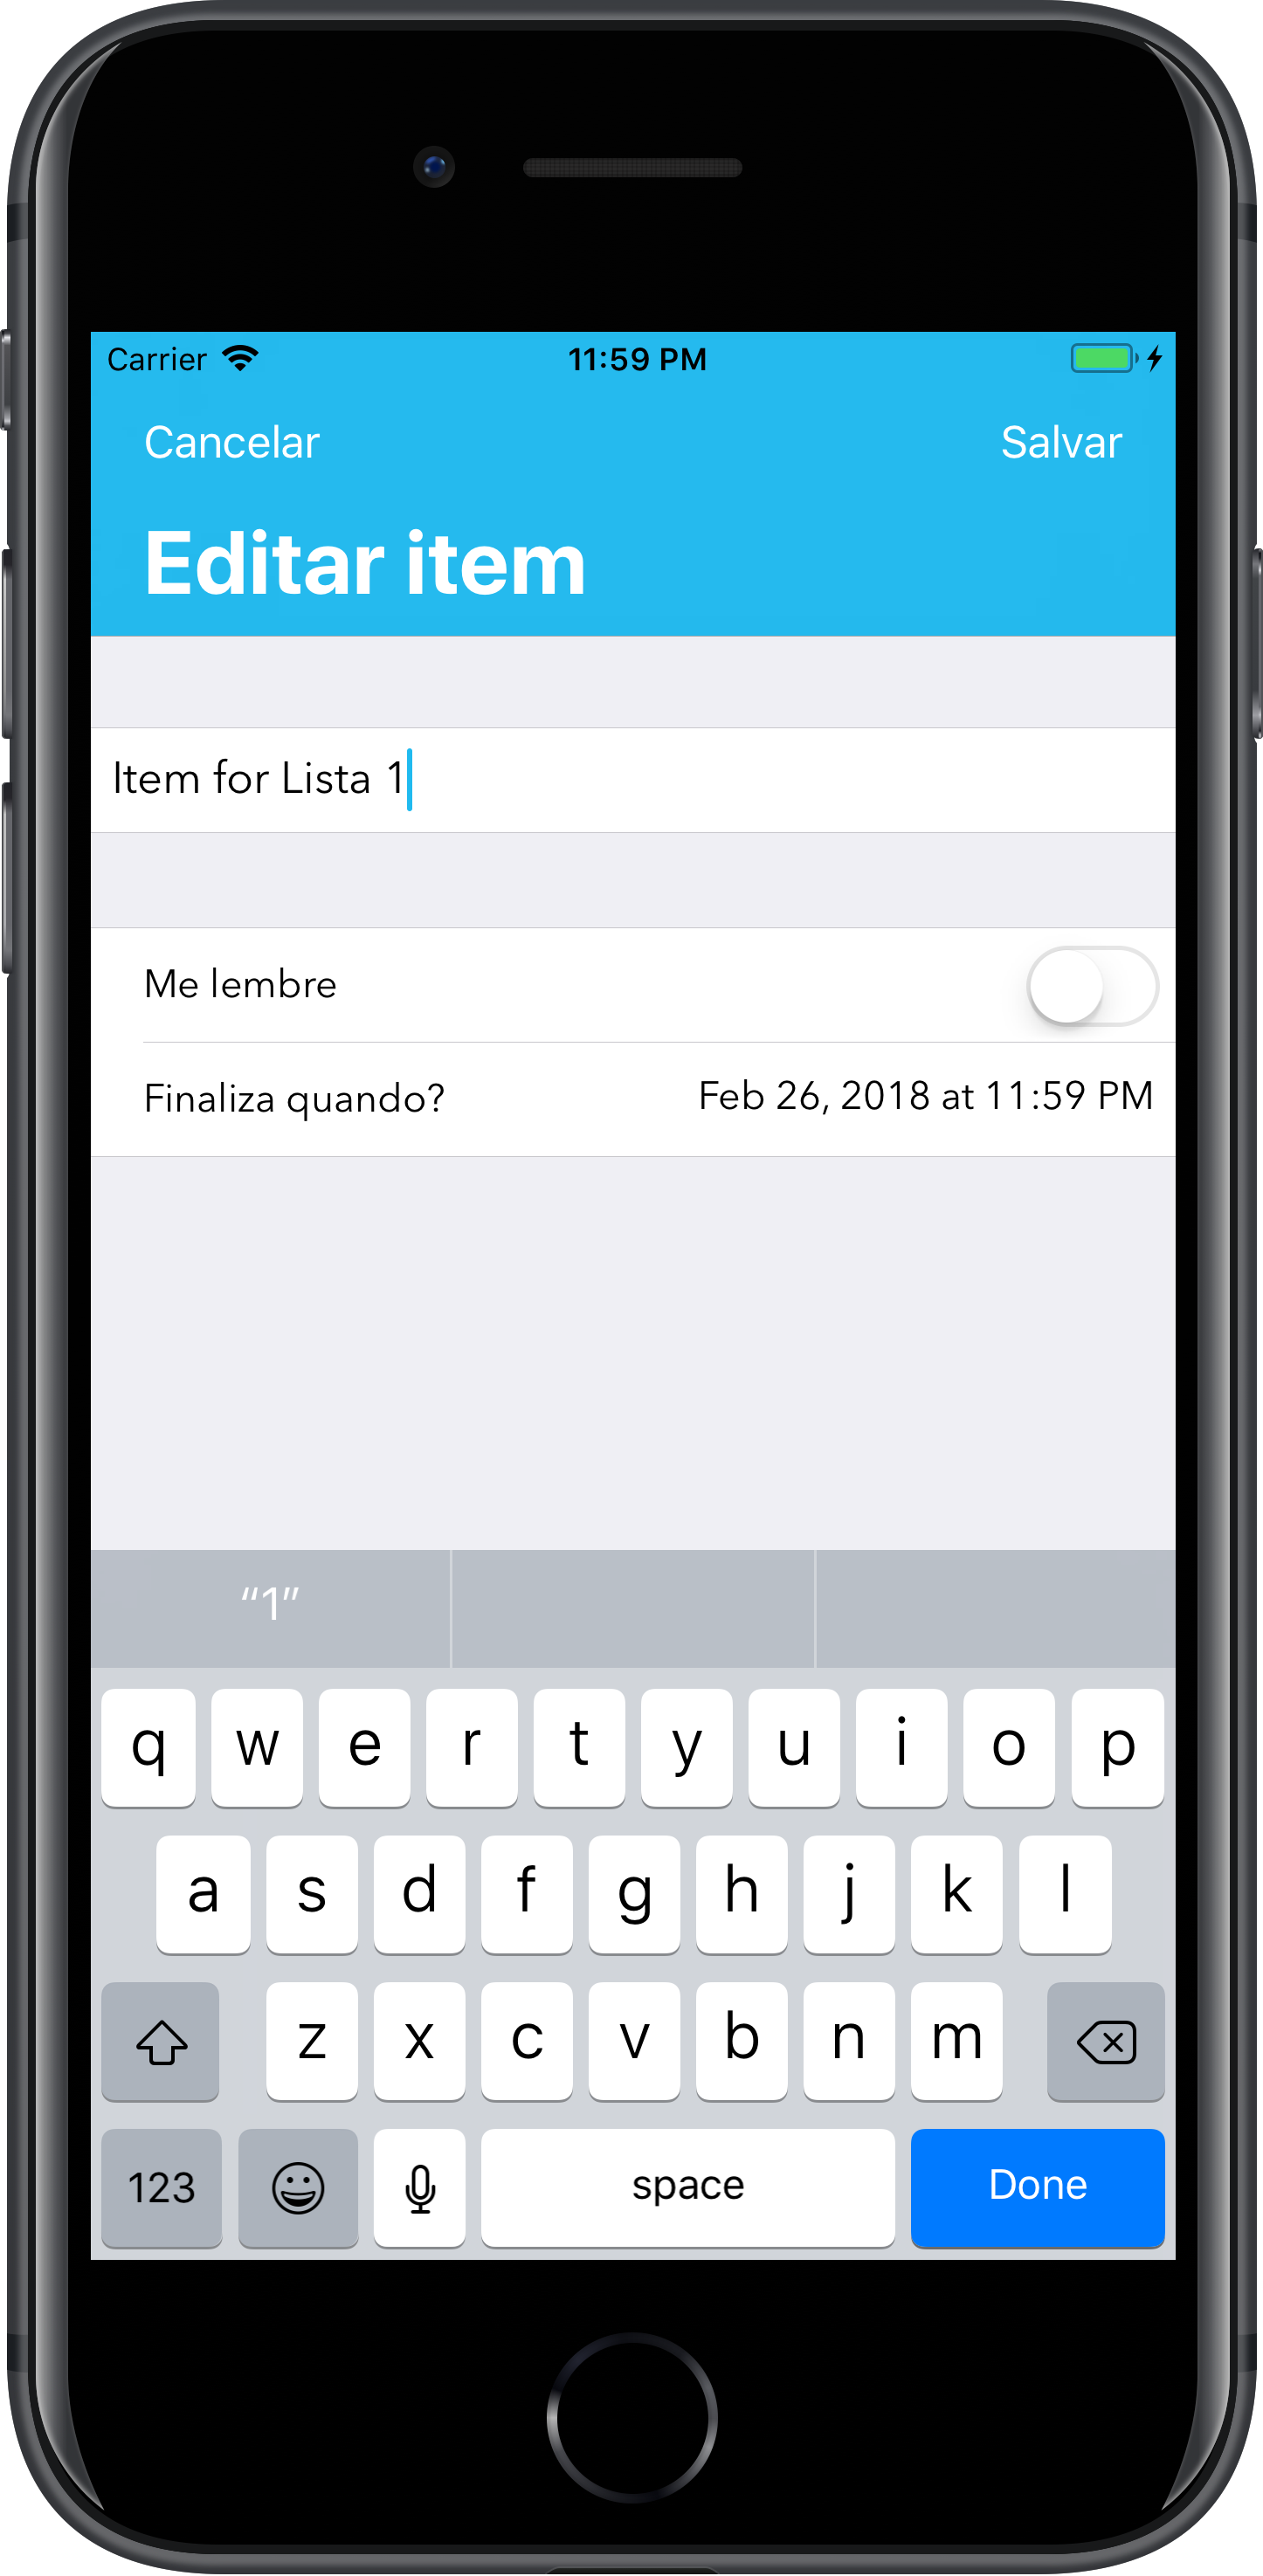 Carrier 11:59 PM
Cancelar Salvar
Editar item
Item for Lista 1
Me lembre
Finaliza quando? Feb 26, 2018 at 11:59 PM
“1”
q w e r t y u i o p
a s d f g h j k l
z x c v b n m
123 space Done